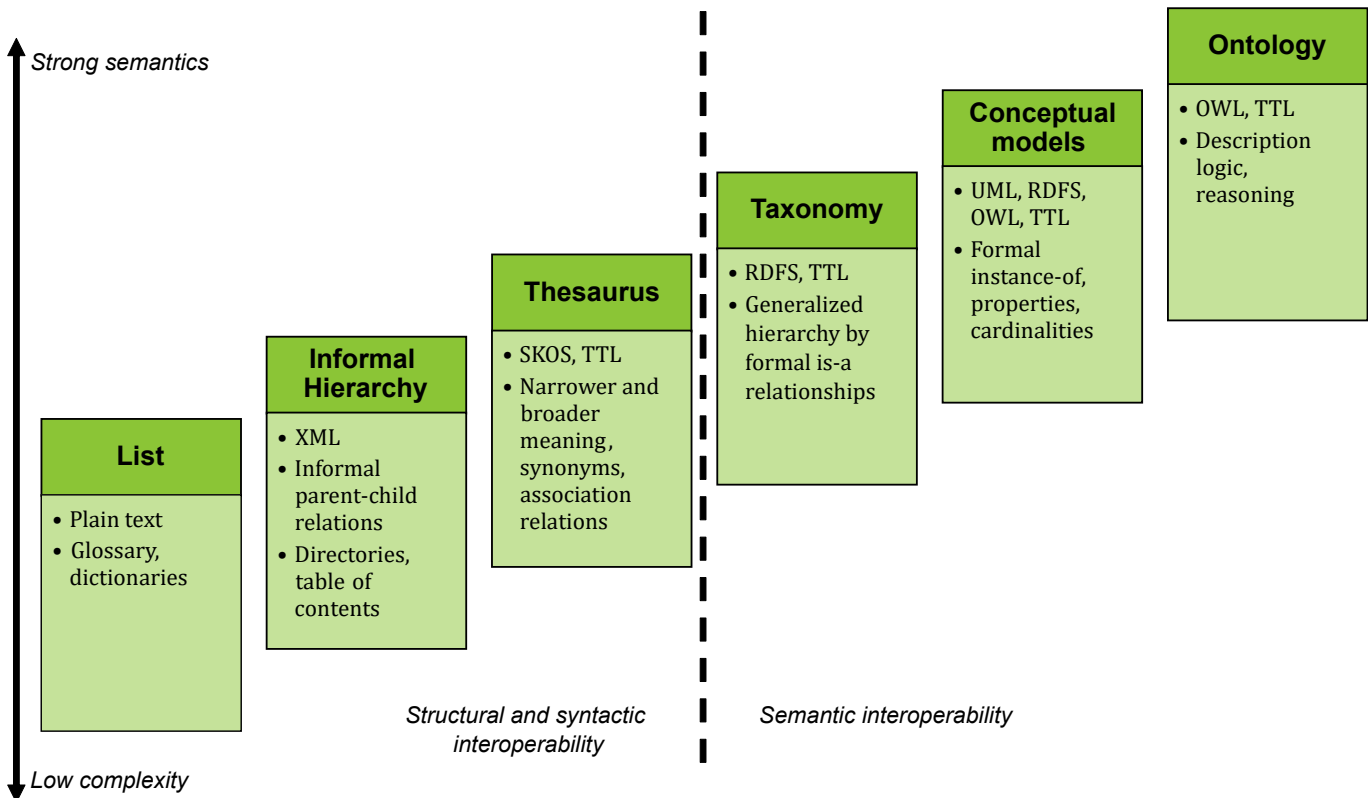 Strong semantics
List
• Plain text
• Glossary,
dictionaries
Informal
Hierarchy
• XML
• Informal
parent-child
relations
• Directories,
table of
contents
Thesaurus
• SKOS, TTL
• Narrower and
broader
meaning,
synonyms,
association
relations
Taxonomy
• RDFS, TTL
• Generalized
hierarchy by
formal is-a
relationships
Conceptual
models
• UML, RDFS,
OWL, TTL
• Formal
instance-of,
properties,
cardinalities
Ontology
• OWL, TTL
• Description
logic,
reasoning
Structural and syntactic
interoperability
Semantic interoperability
Low complexity